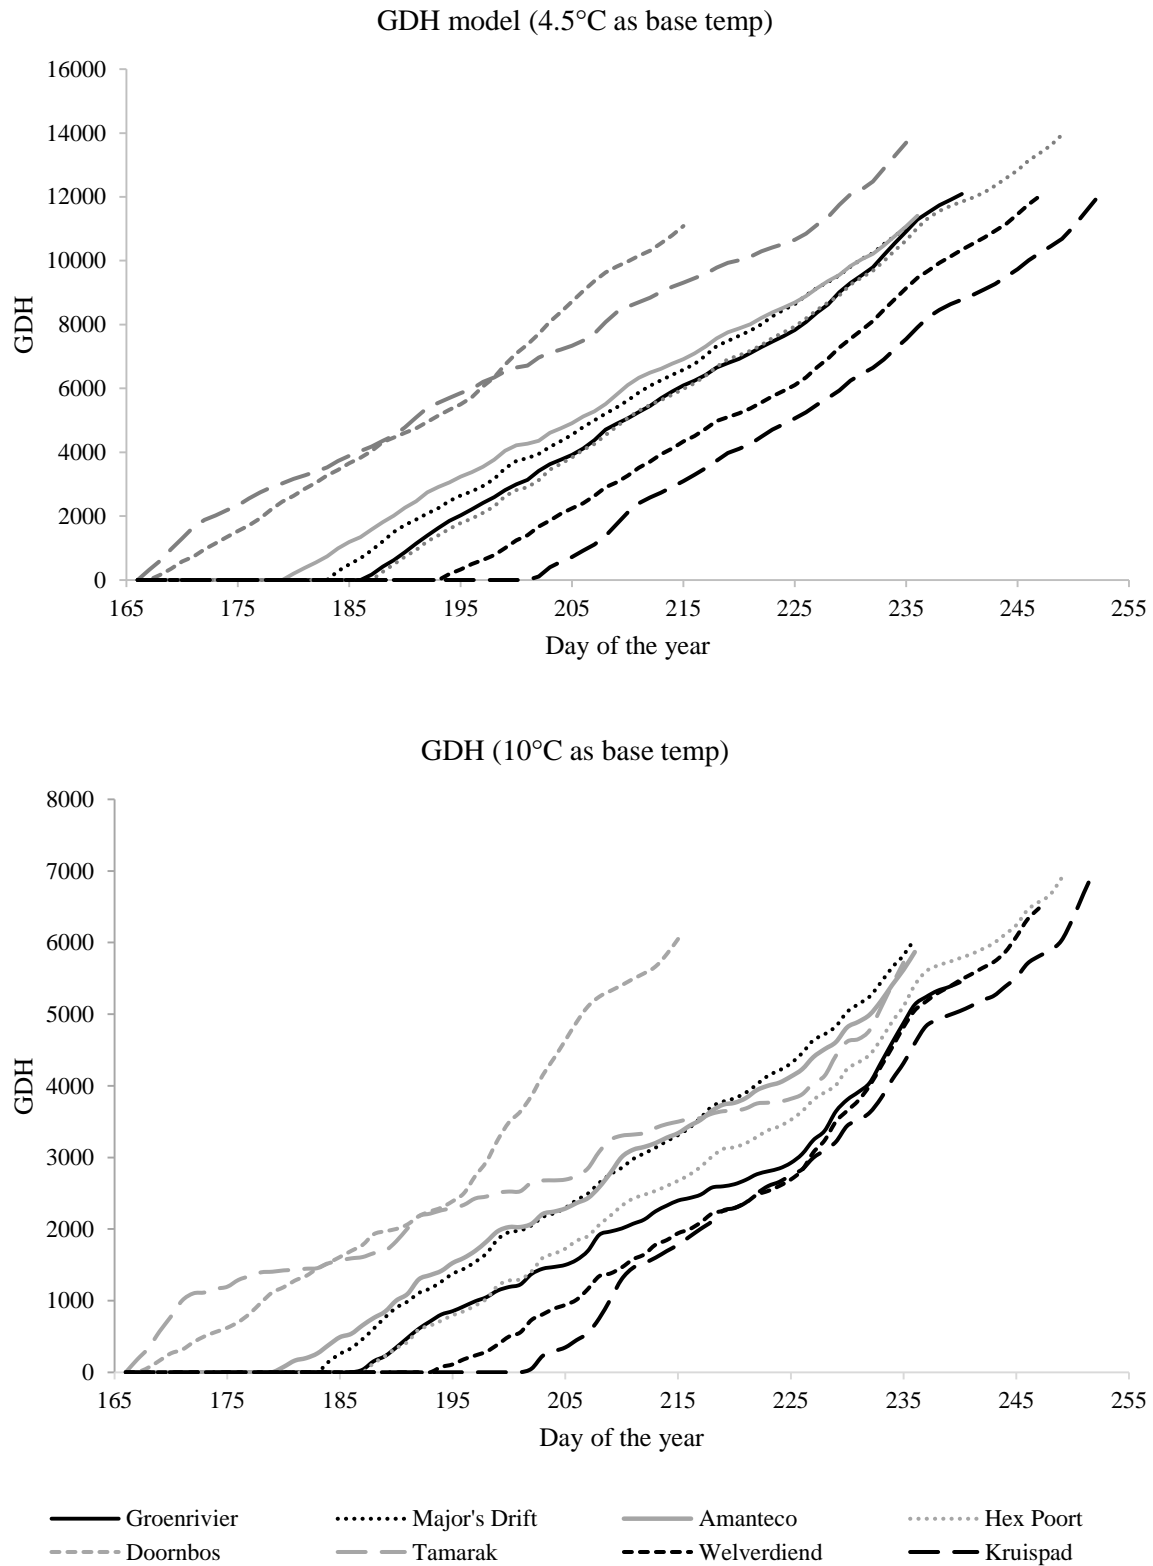 GDH model (4.5°C as base temp)
16000
14000
12000
10000
8000
6000
4000
2000
0
GDH
165 175 185 195 205 215 225 235 245 255
Day of the year
GDH (10°C as base temp)
8000
7000
6000
5000
4000
3000
2000
1000
0
GDH
165 175 185 195 205 215 225 235 245 255
Day of the year
Groenrivier Major's Drift Amanteco Hex Poort
Doornbos Tamarak Welverdiend Kruispad